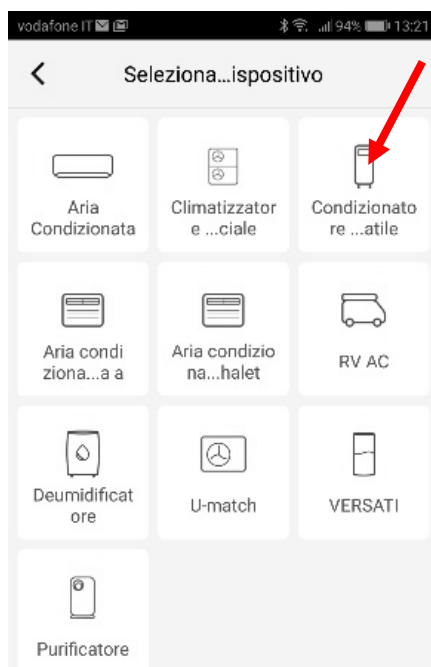 vodafone IT 94% 13:21
Seleziona...ispositivo
Aria
Condizionata
Climatizzator
e ...ciale
Condizionato
re ...atile
Aria condi
ziona...a a
Aria condizio
na...halet
RV AC
Deumidificat
ore
U-match
VERSATI
Purificatore